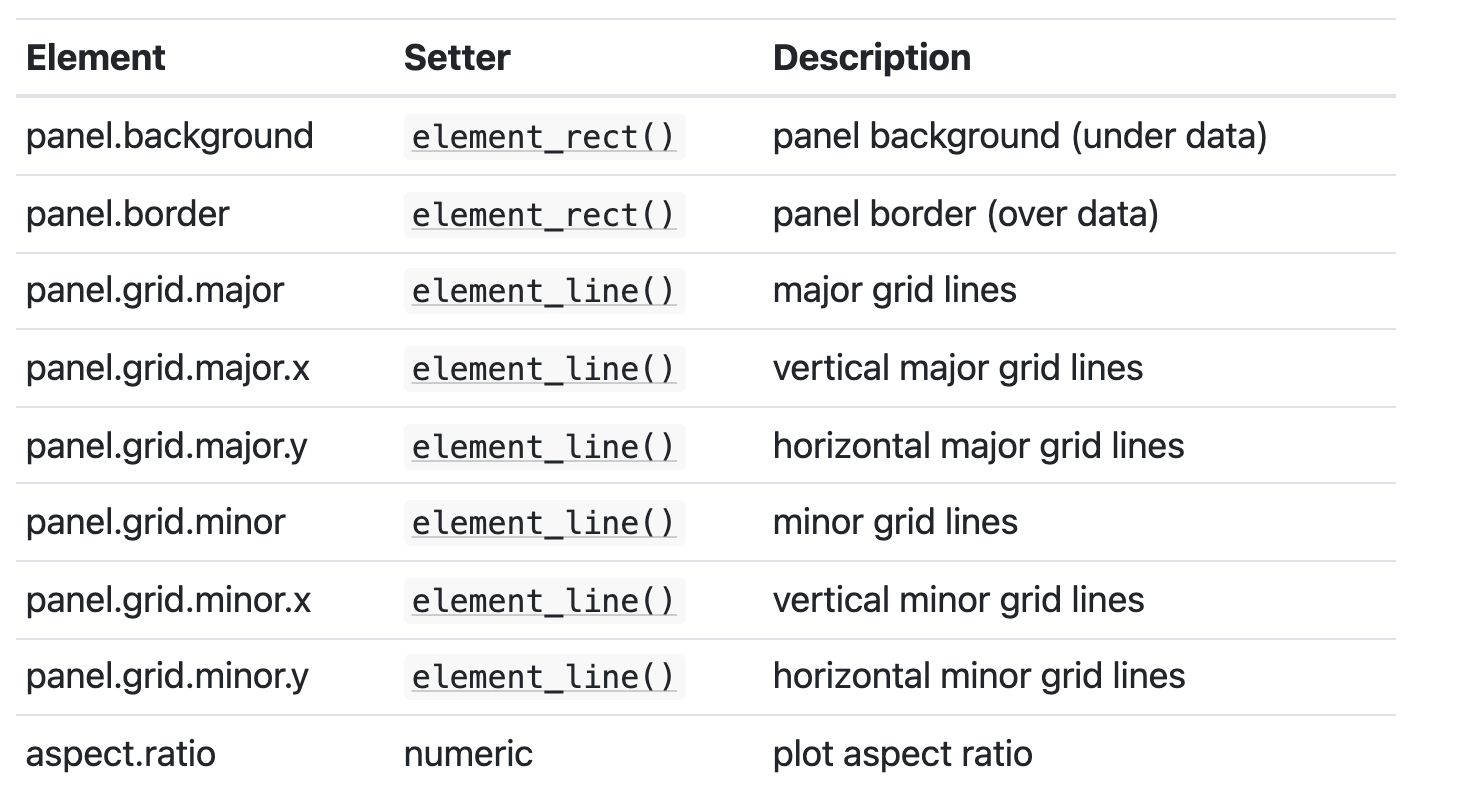 Element Setter Description
panel.background element_rect() panel background (under data)
panel.border element_rect() panel border (over data)
panel.grid.major element_line() major grid lines
panel.grid.major.x element_line() vertical major grid lines
panel.grid.major.y element_line() horizontal major grid lines
panel.grid.minor element_line() minor grid lines
panel.grid.minor.x element_line() vertical minor grid lines
panel.grid.minor.y element_line() horizontal minor grid lines
aspect.ratio numeric plot aspect ratio